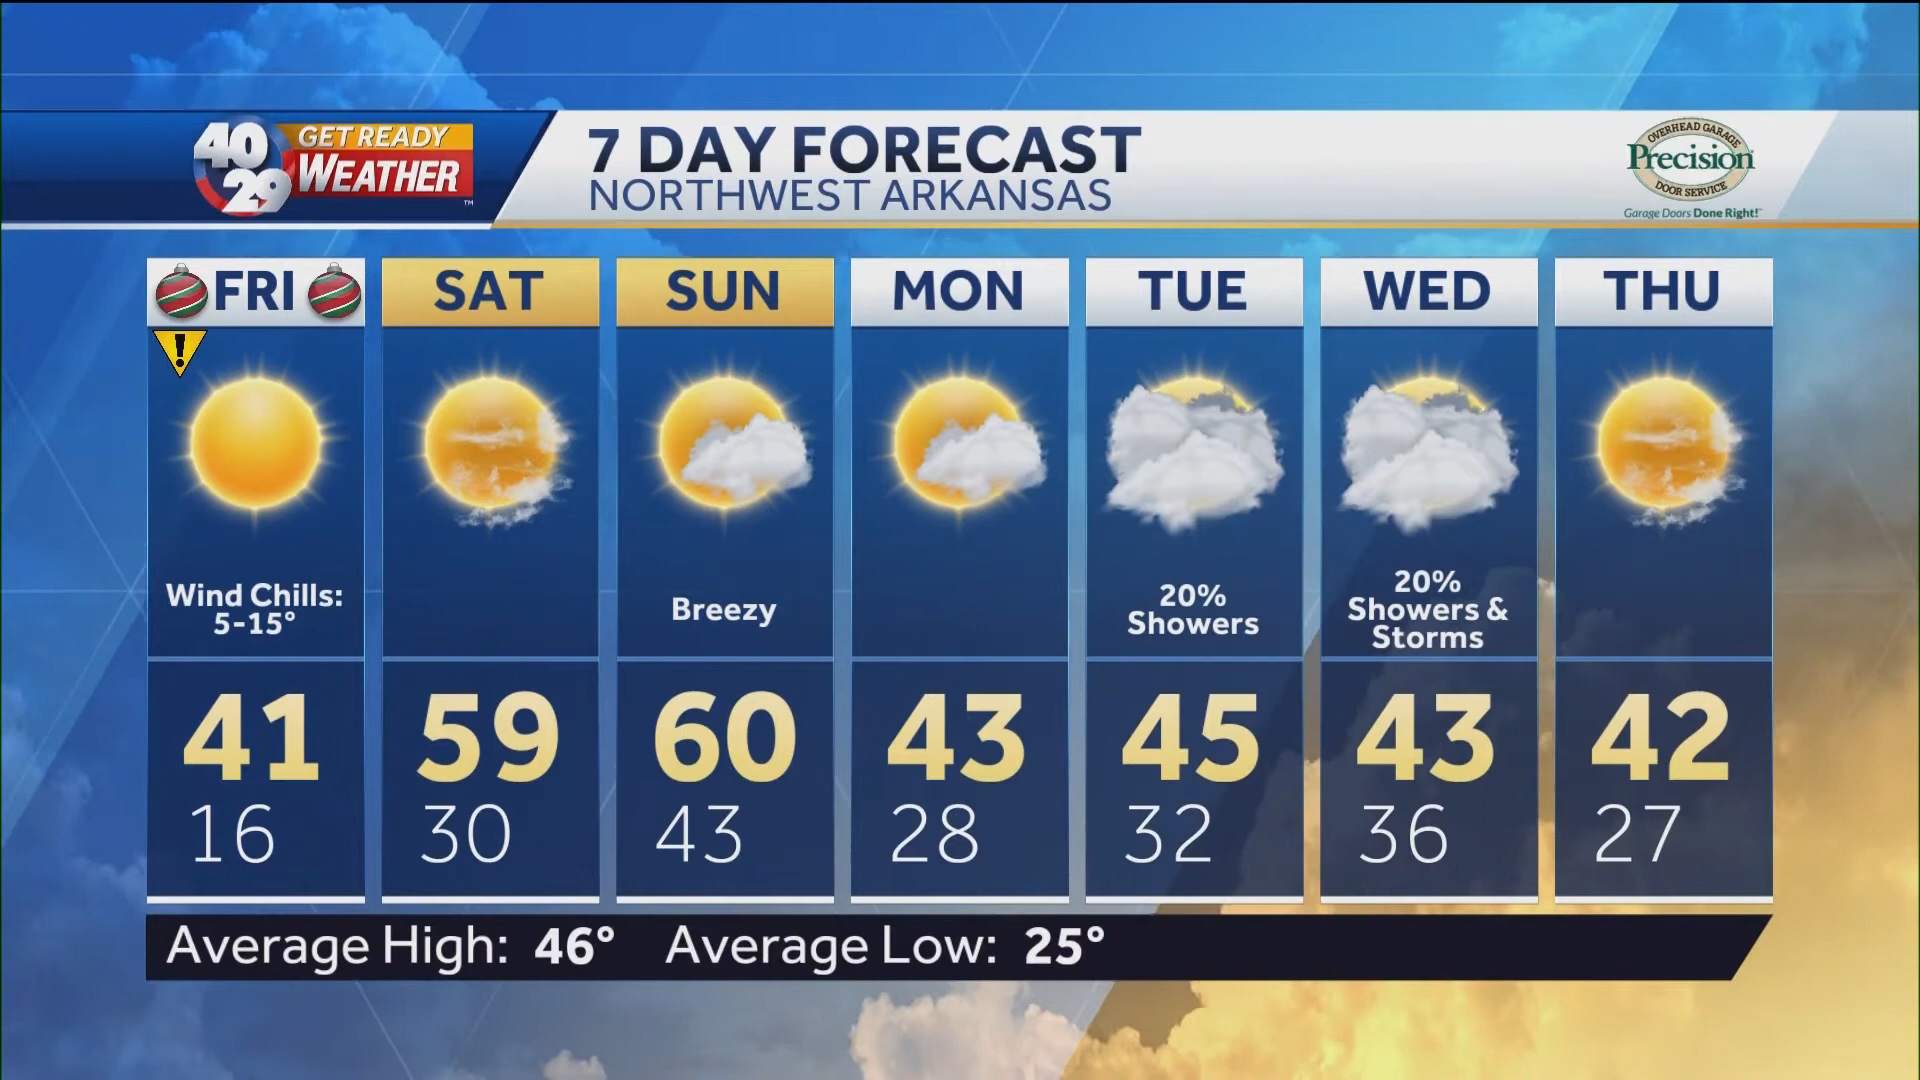 40
29
GET READY
WEATHER
™
7 DAY FORECAST
NORTHWEST ARKANSAS
OVERHEAD GARAGE
Precision
DOOR SERVICE
Garage Doors Done Right!
FRI
SAT
SUN
MON
TUE
WED
THU
!
Wind Chills:
5-15°
Breezy
20%
Showers
20%
Showers &
Storms
41
16
59
30
60
43
43
28
45
32
43
36
42
27
Average High: 46° Average Low: 25°